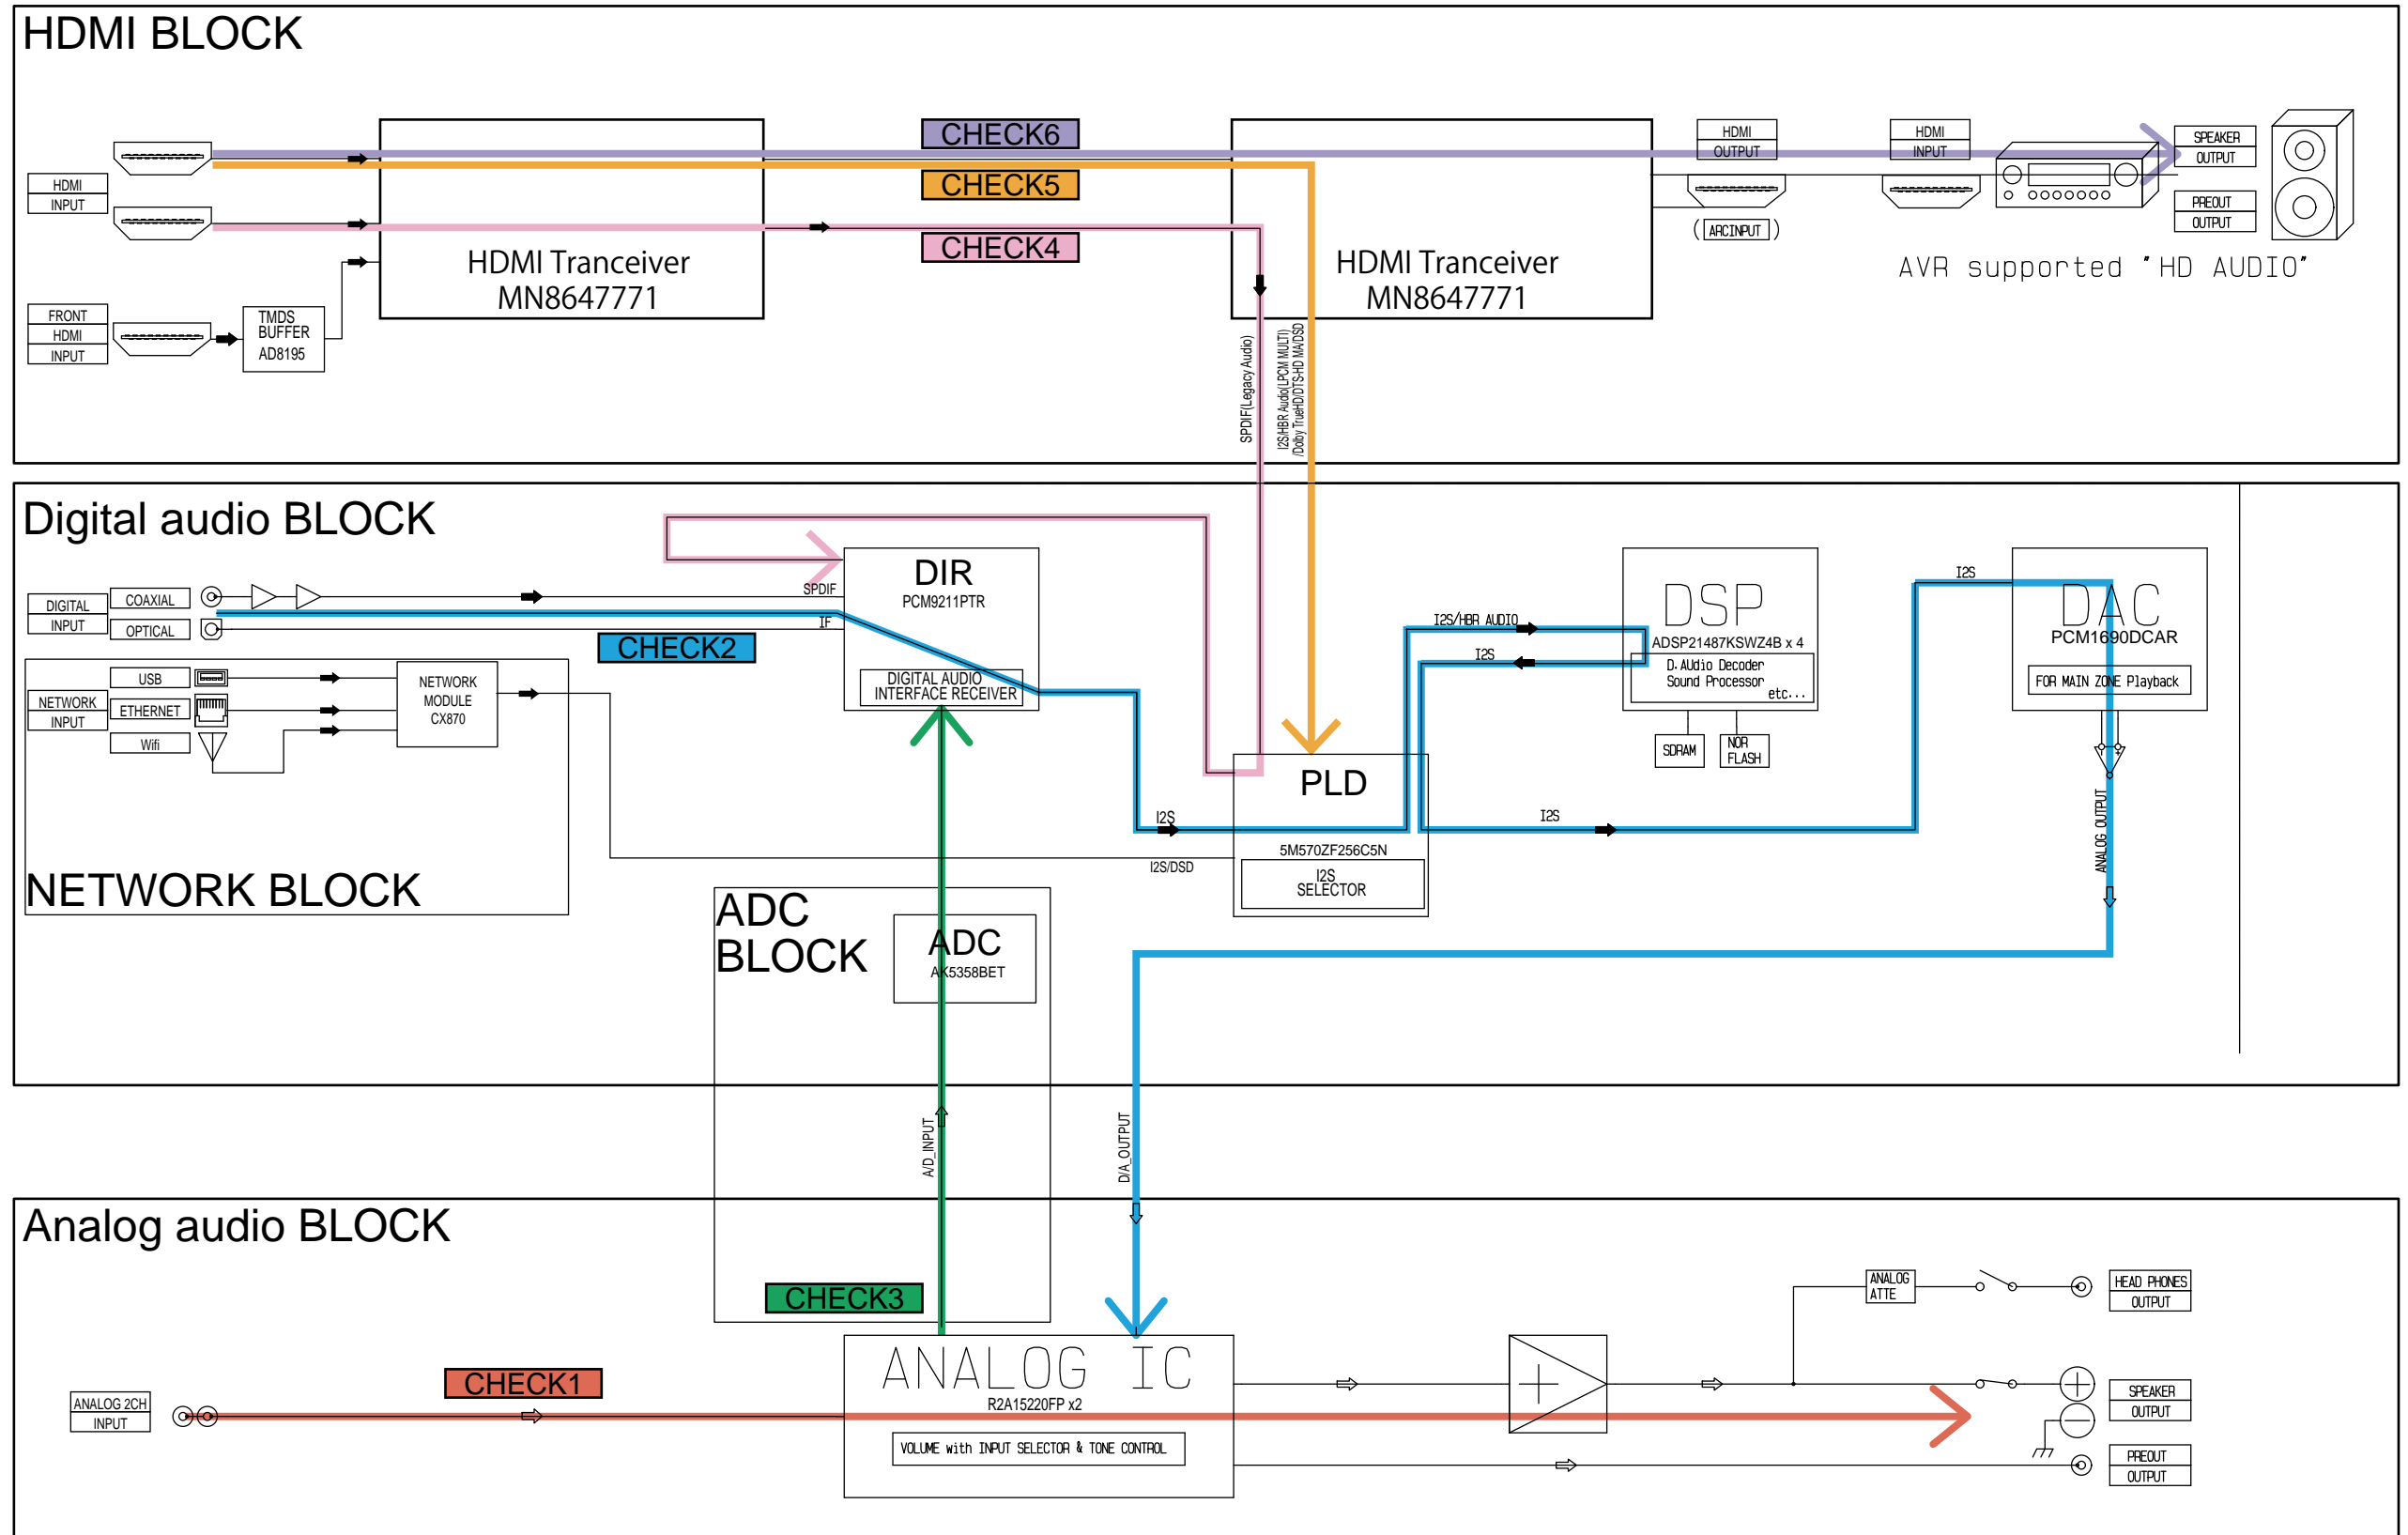 HDMI BLOCK
CHECK6
CHECK5
CHECK4
HDMI
INPUT
HDMI Tranceiver
MN8647771
HDMI Tranceiver
MN8647771
FRONT
HDMI
INPUT
TMDS
BUFFER
AD8195
HDMI
OUTPUT
(ARCINPUT)
HDMI
INPUT
SPEAKER
OUTPUT
PREOUT
OUTPUT
AVR supported "HD AUDIO"
SPDIF(Legacy Audio)
I2S/HBR Audio(LPCM MULTI)
/Dolby TrueHD/DTS-HD MA/DSD
Digital audio BLOCK
DIGITAL
INPUT
COAXIAL
OPTICAL
SPDIF
IF
CHECK2
DIR
PCM9211PTR
DIGITAL AUDIO
INTERFACE RECEIVER
NETWORK
INPUT
USB
ETHERNET
Wifi
NETWORK
MODULE
CX870
NETWORK BLOCK
I2S
I2S/DSD
PLD
5M570ZF256C5N
I2S
SELECTOR
I2S/HBR AUDIO
I2S
DSP
ADSP21487KSWZ4B x 4
D.AUdio Decoder
Sound Processor
etc...
SDRAM
NOR
FLASH
I2S
I2S
DAC
PCM1690DCAR
FOR MAIN ZONE Playback
ANALOG OUTPUT
ADC
BLOCK
ADC
AK5358BET
A/D_INPUT
D/A_OUTPUT
CHECK3
Analog audio BLOCK
CHECK1
ANALOG 2CH
INPUT
ANALOG IC
R2A15220FP x2
VOLUME with INPUT SELECTOR & TONE CONTROL
ANALOG
ATTE
HEAD PHONES
OUTPUT
SPEAKER
OUTPUT
PREOUT
OUTPUT